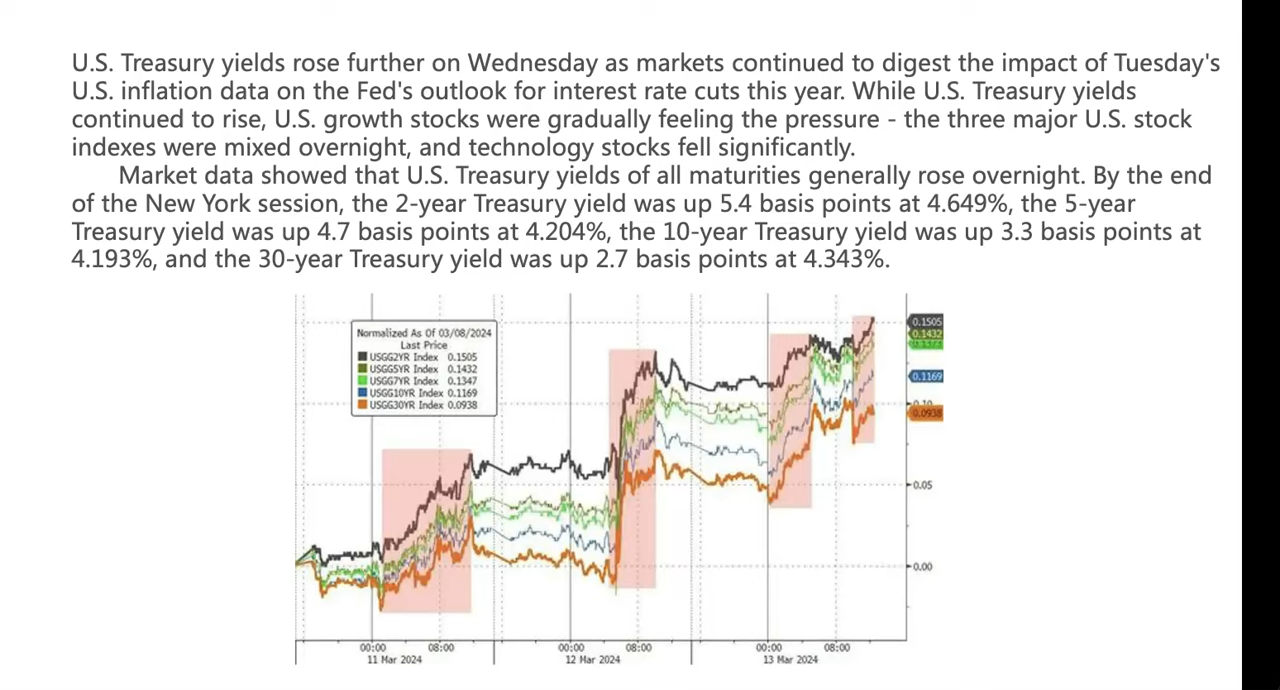 U.S. Treasury yields rose further on Wednesday as markets continued to digest the impact of Tuesday's
U.S. inflation data on the Fed's outlook for interest rate cuts this year. While U.S. Treasury yields
continued to rise, U.S. growth stocks were gradually feeling the pressure - the three major U.S. stock
indexes were mixed overnight, and technology stocks fell significantly.
Market data showed that U.S. Treasury yields of all maturities generally rose overnight. By the end
of the New York session, the 2-year Treasury yield was up 5.4 basis points at 4.649%, the 5-year
Treasury yield was up 4.7 basis points at 4.204%, the 10-year Treasury yield was up 3.3 basis points at
4.193%, and the 30-year Treasury yield was up 2.7 basis points at 4.343%.
Normalized As Of 03/08/2024
Last Price
USGG2YR Index 0.1505
USGG5YR Index 0.1432
USGG7YR Index 0.1347
USGG10YR Index 0.1169
USGG30YR Index 0.0938
0.1505
0.1432
0.1169
0.10
0.0938
0.05
0.00
00:00 08:00 00:00 08:00 00:00 08:00
11 Mar 2024 12 Mar 2024 13 Mar 2024